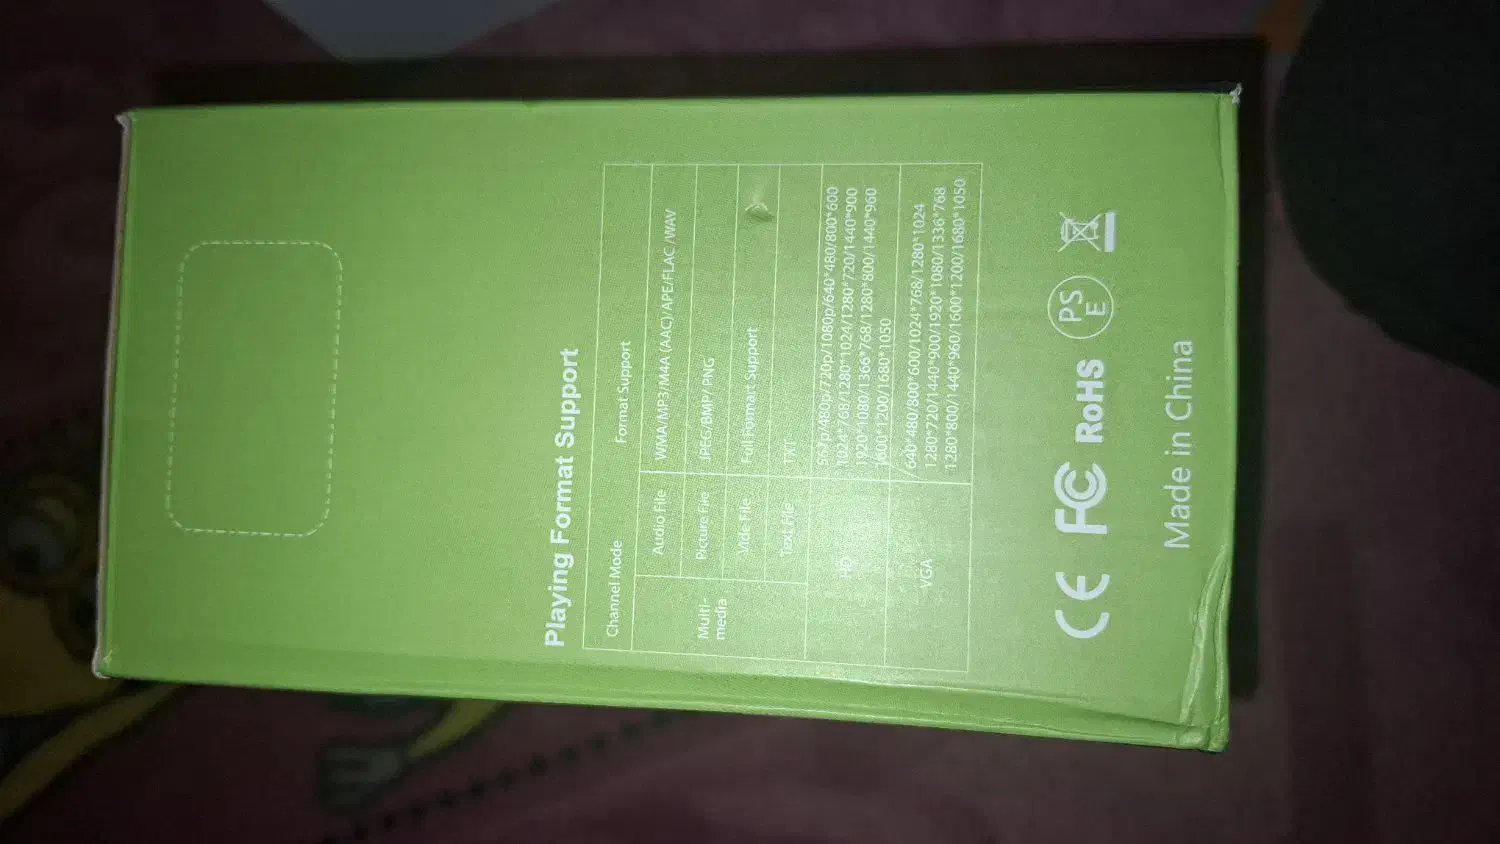 Playing Format Support
Channel Mode Format Support
Multi-
media
Audio File WMA/MP3/M4A (AAC)/APE/FLAC /WAV
Picture File JPEG/BMP/PNG
Vide File Full Formart Support
Text File TXT
HD 562p/480p/720p/1080p/640*480/800*600
1024*768/1280*1024/1280*720/1440*900
1920*1080/1366*768/1280*800/1440*960
1600*1200/1680*1050
VGA 640*480/800*600/1024*768/1280*1024
1280*720/1440*900/1920*1080/1336*768
1280*800/1440*960/1600*1200/1680*1050
CE FC RoHS PS
E
Made in China